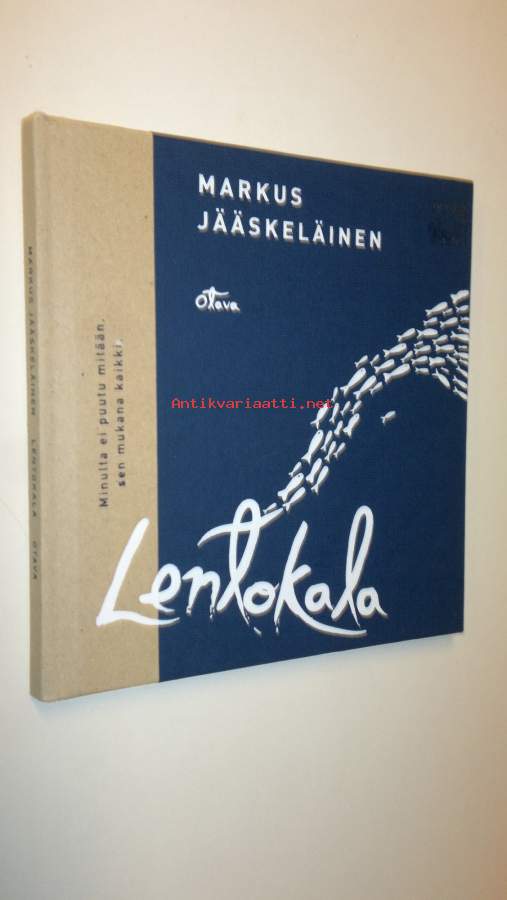 MARKUS
JÄÄSKELÄINEN
Otava
Antikvariaatti.net
Minulta ei puutu mitään,
sen mukana kaikki.
Lentokala
MARKUS JÄÄSKELÄINEN LENTOKALA OTAVA